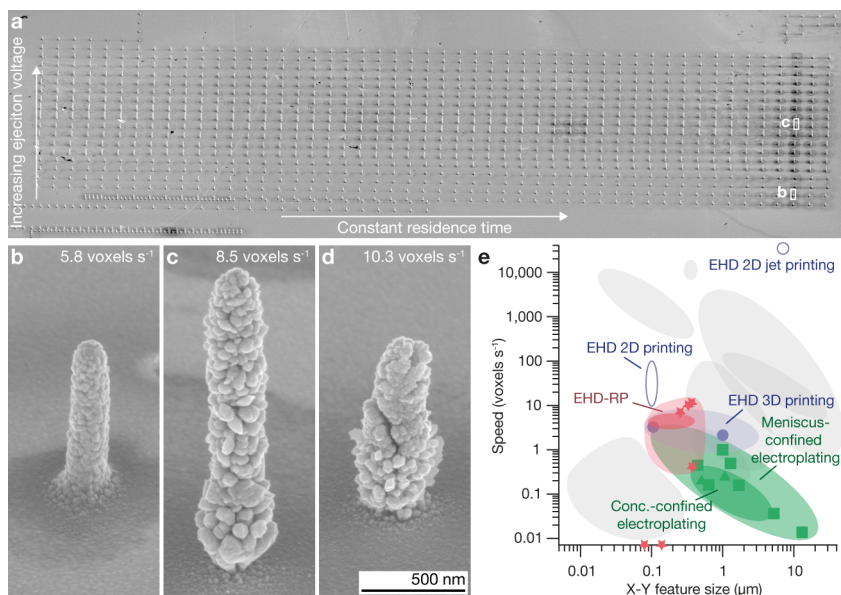 a
Increasing ejeciton voltage
Constant residence time
c
b
b
5.8 voxels s⁻¹
c
8.5 voxels s⁻¹
d
10.3 voxels s⁻¹
500 nm
e
10,000
1,000
100
10
1
0.1
0.01
Speed (voxels s⁻¹)
EHD 2D jet printing
EHD 2D printing
EHD-RP
EHD 3D printing
Meniscus-
confined
electroplating
Conc.-confined
electroplating
0.01
0.1
1
10
X-Y feature size (µm)